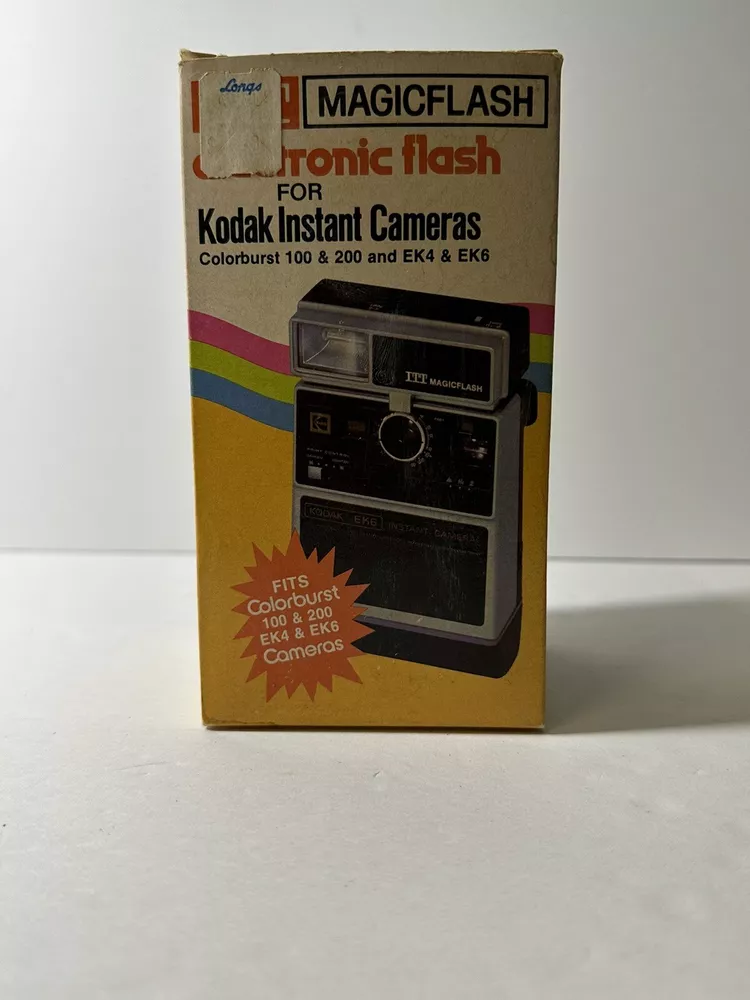 Longs
MAGICFLASH
electronic flash
FOR
Kodak Instant Cameras
Colorburst 100 & 200 and EK4 & EK6
ITT MAGICFLASH
KODAK EK6 INSTANT CAMERA
FITS
Colorburst
100 & 200
EK4 & EK6
Cameras